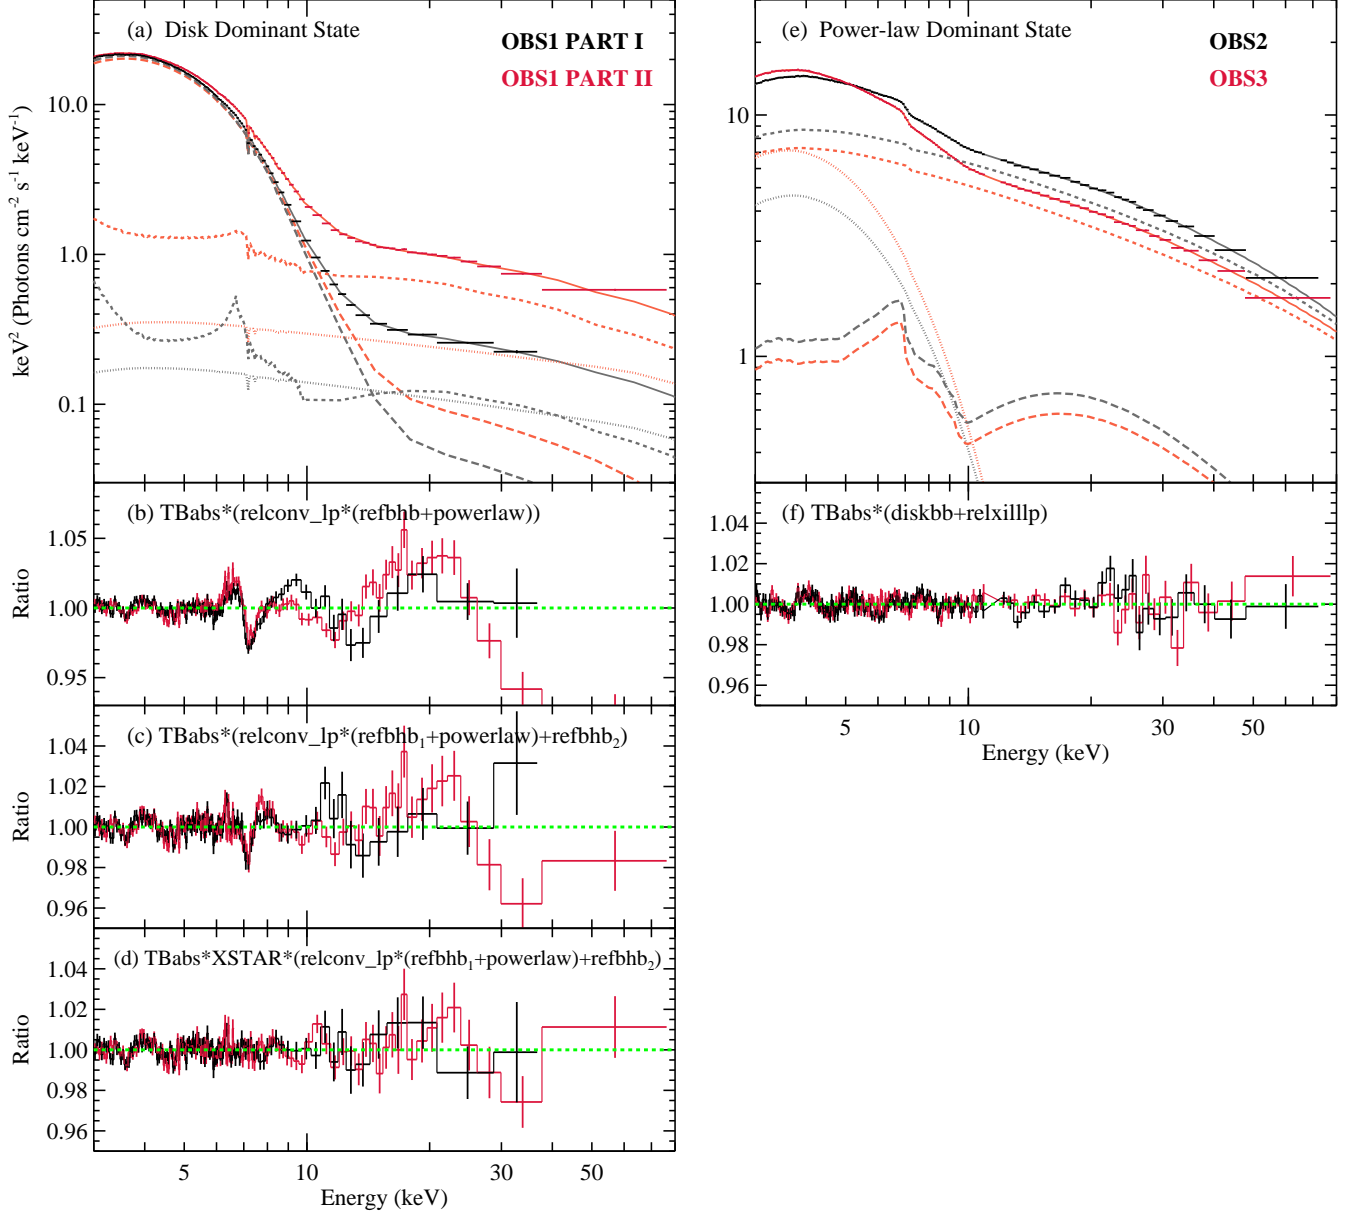 (a) Disk Dominant State
OBS1 PART I
OBS1 PART II
keV² (Photons cm⁻² s⁻¹ keV⁻¹)
10.0
1.0
0.1
(b) TBabs*(relconv_lp*(refbhb+powerlaw))
Ratio
1.05
1.00
0.95
(c) TBabs*(relconv_lp*(refbhb₁+powerlaw)+refbhb₂)
Ratio
1.04
1.02
1.00
0.98
0.96
(d) TBabs*XSTAR*(relconv_lp*(refbhb₁+powerlaw)+refbhb₂)
Ratio
1.04
1.02
1.00
0.98
0.96
5 10 30 50
Energy (keV)
(e) Power-law Dominant State
OBS2
OBS3
10
1
(f) TBabs*(diskbb+relxilllp)
1.04
1.02
1.00
0.98
0.96
5 10 30 50
Energy (keV)